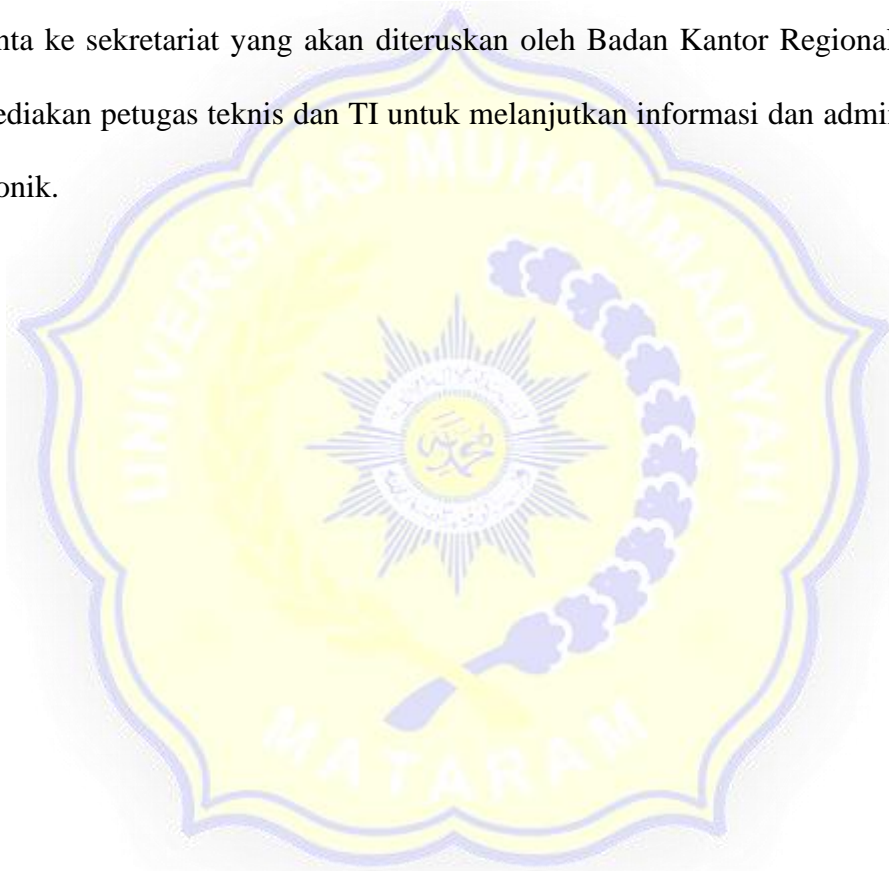 nta ke sekretariat yang akan diteruskan oleh Badan Kantor Regional
ediakan petugas teknis dan TI untuk melanjutkan informasi dan admi
onik.
UNIVERSITAS MUHAMMADIYAH
MATARAM